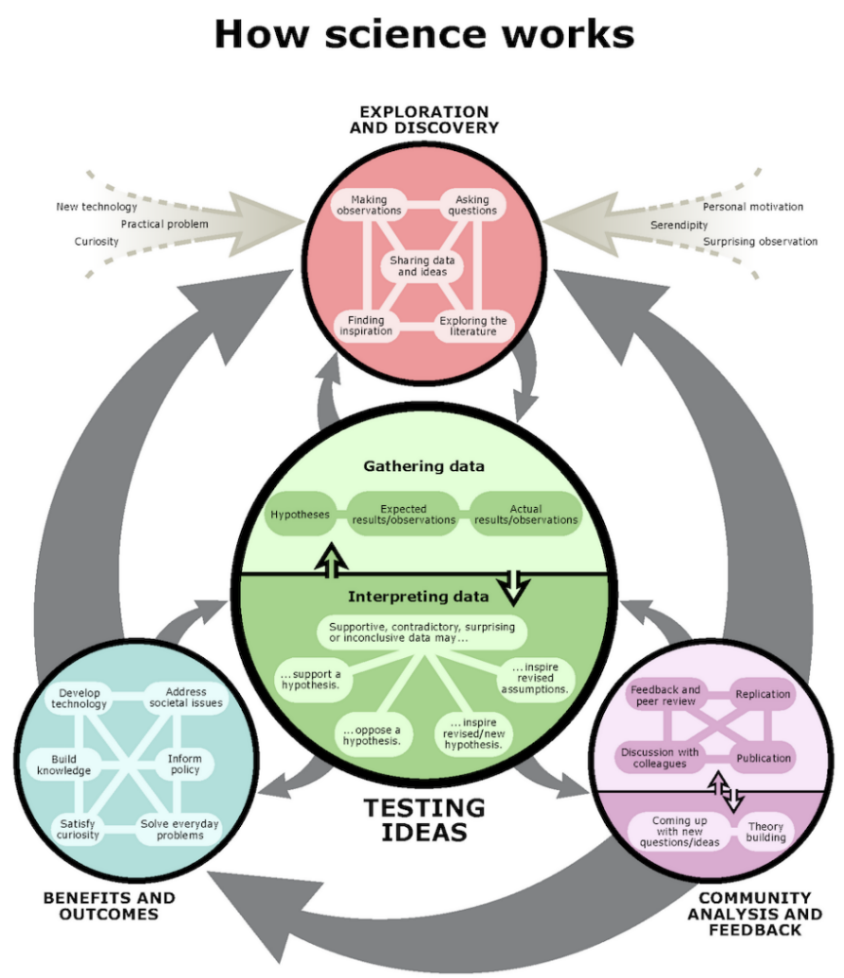 How science works
EXPLORATION
AND DISCOVERY
New technology
Practical problem
Curiosity
Personal motivation
Serendipity
Surprising observation
Making
observations
Asking
questions
Sharing data
and ideas
Finding
inspiration
Exploring the
literature
Gathering data
Hypotheses
Expected
results/observations
Actual
results/observations
Interpreting data
Supportive, contradictory, surprising
or inconclusive data may...
...support a
hypothesis.
...oppose a
hypothesis.
...inspire
revised/new
hypothesis.
...inspire
revised
assumptions.
TESTING
IDEAS
Develop
technology
Address
societal issues
Build
knowledge
Inform
policy
Satisfy
curiosity
Solve everyday
problems
BENEFITS AND
OUTCOMES
Feedback and
peer review
Replication
Discussion with
colleagues
Publication
Coming up
with new
questions/ideas
Theory
building
COMMUNITY
ANALYSIS AND
FEEDBACK